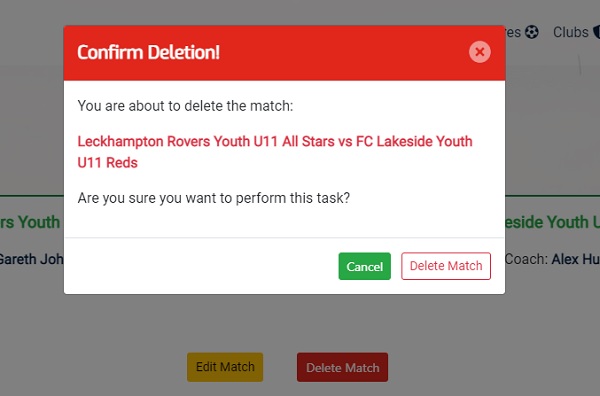 res Clubs
Confirm Deletion!
You are about to delete the match:
Leckhampton Rovers Youth U11 All Stars vs FC Lakeside Youth
U11 Reds
Are you sure you want to perform this task?
rs Youth
eside Youth U
Gareth Joh
Coach: Alex Hu
Cancel Delete Match
Edit Match Delete Match